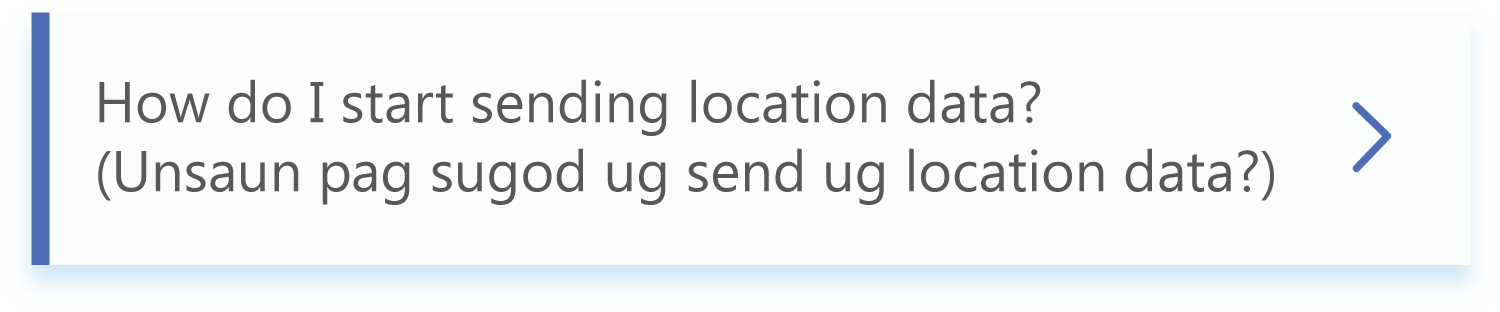 How do I start sending location data?
(Unsaun pag sugod ug send ug location data?)